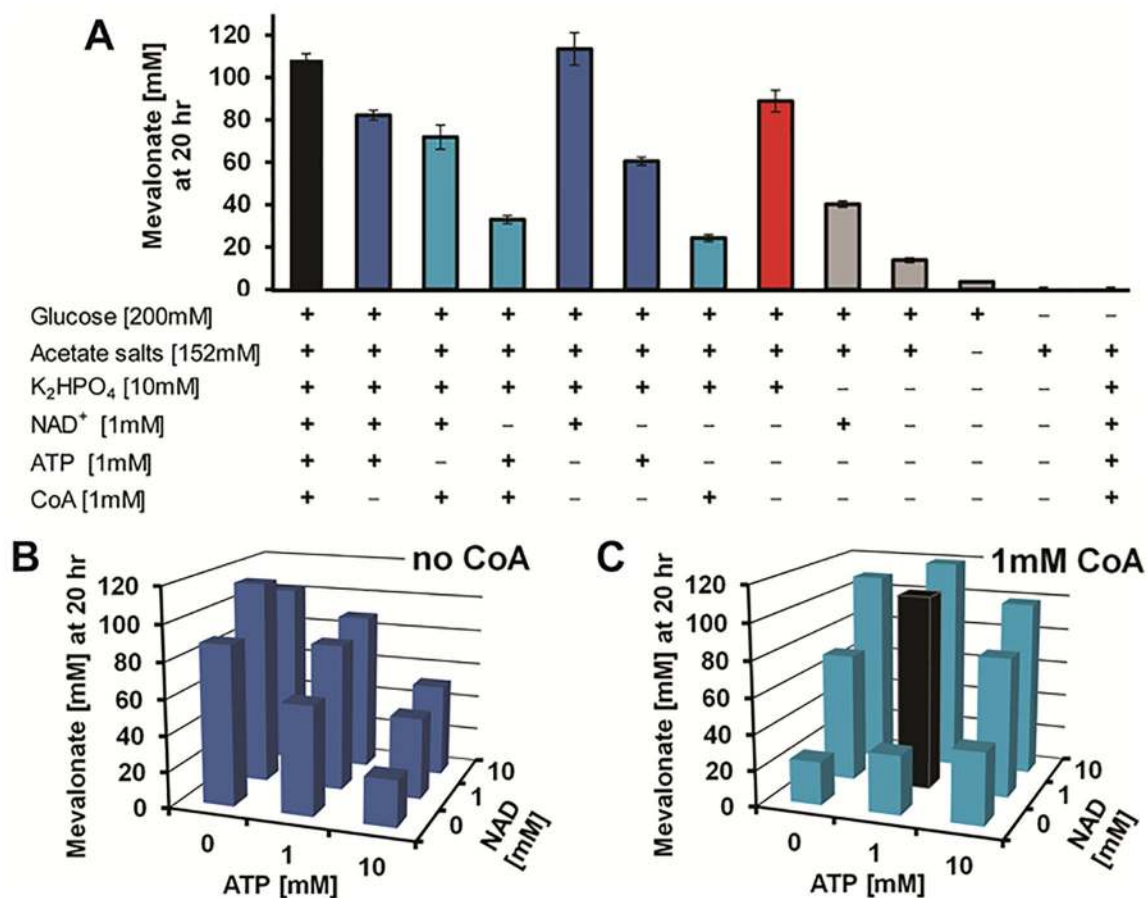 A
Mevalonate [mM]
at 20 hr
120
100
80
60
40
20
0
Glucose [200mM] + + + + + + + + + + + – –
Acetate salts [152mM] + + + + + + + + + + – + +
K₂HPO₄ [10mM] + + + + + + + + – – – – +
NAD⁺ [1mM] + + + – + – – – + – – – +
ATP [1mM] + + – + – + – – – – – – +
CoA [1mM] + – + + – – + – – – – – +
B
no CoA
Mevalonate [mM] at 20 hr
120
100
80
60
40
20
0
0
1
10
ATP [mM]
10
1
0
NAD
[mM]
C
1mM CoA
Mevalonate [mM] at 20 hr
120
100
80
60
40
20
0
0
1
10
ATP [mM]
10
1
0
NAD
[mM]